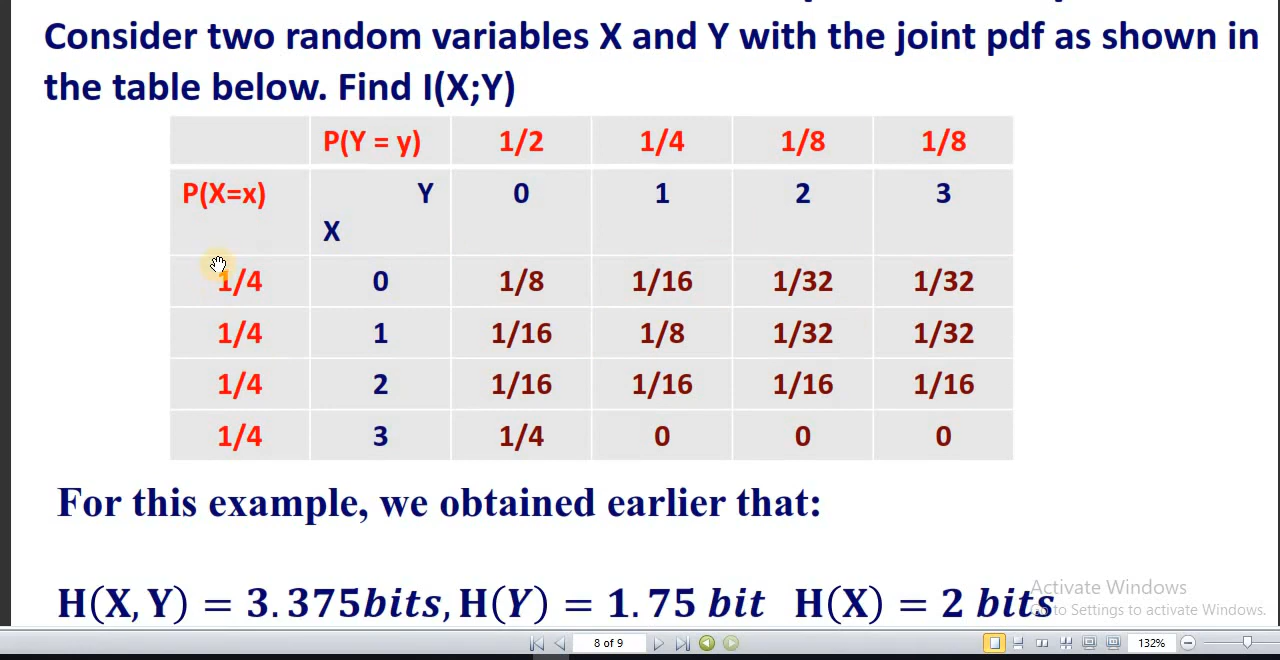 Consider two random variables X and Y with the joint pdf as shown in
the table below. Find I(X;Y)
P(Y = y) 1/2 1/4 1/8 1/8
P(X=x) Y 0 1 2 3
X
1/4 0 1/8 1/16 1/32 1/32
1/4 1 1/16 1/8 1/32 1/32
1/4 2 1/16 1/16 1/16 1/16
1/4 3 1/4 0 0 0
For this example, we obtained earlier that:
H(X, Y) = 3.375bits, H(Y) = 1.75 bit H(X) = 2 bits
Activate Windows
Go to Settings to activate Windows.
8 of 9 132%